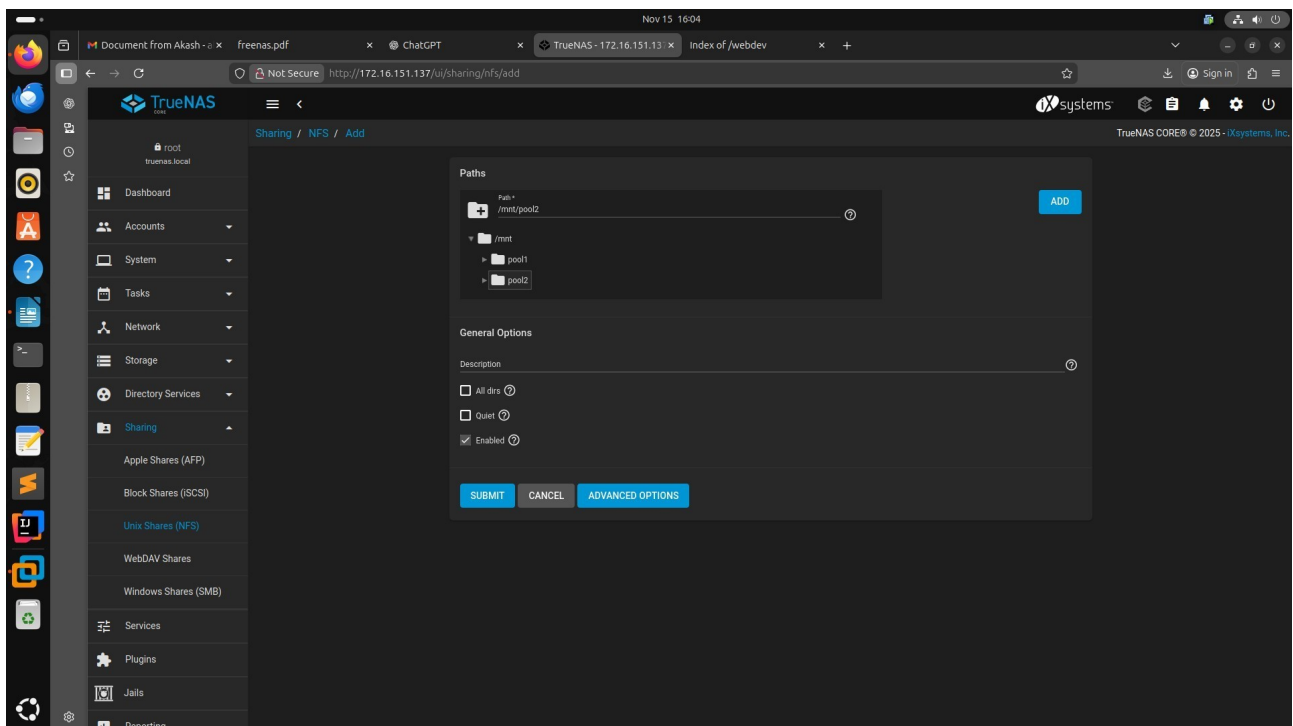 Nov 15 16:04
Document from Akash - a
freenas.pdf
ChatGPT
TrueNAS - 172.16.151.13
Index of /webdev
Not Secure http://172.16.151.137/ui/sharing/nfs/add
Sign in
TrueNAS
CORE
iXsystems
Sharing / NFS / Add
TrueNAS CORE® © 2025 - iXsystems, Inc.
root
truenas.local
Dashboard
Accounts
System
Tasks
Network
Storage
Directory Services
Sharing
Apple Shares (AFP)
Block Shares (iSCSI)
Unix Shares (NFS)
WebDAV Shares
Windows Shares (SMB)
Services
Plugins
Jails
Reporting
Paths
Path *
/mnt/pool2
ADD
/mnt
pool1
pool2
General Options
Description
All dirs
Quiet
Enabled
SUBMIT CANCEL ADVANCED OPTIONS